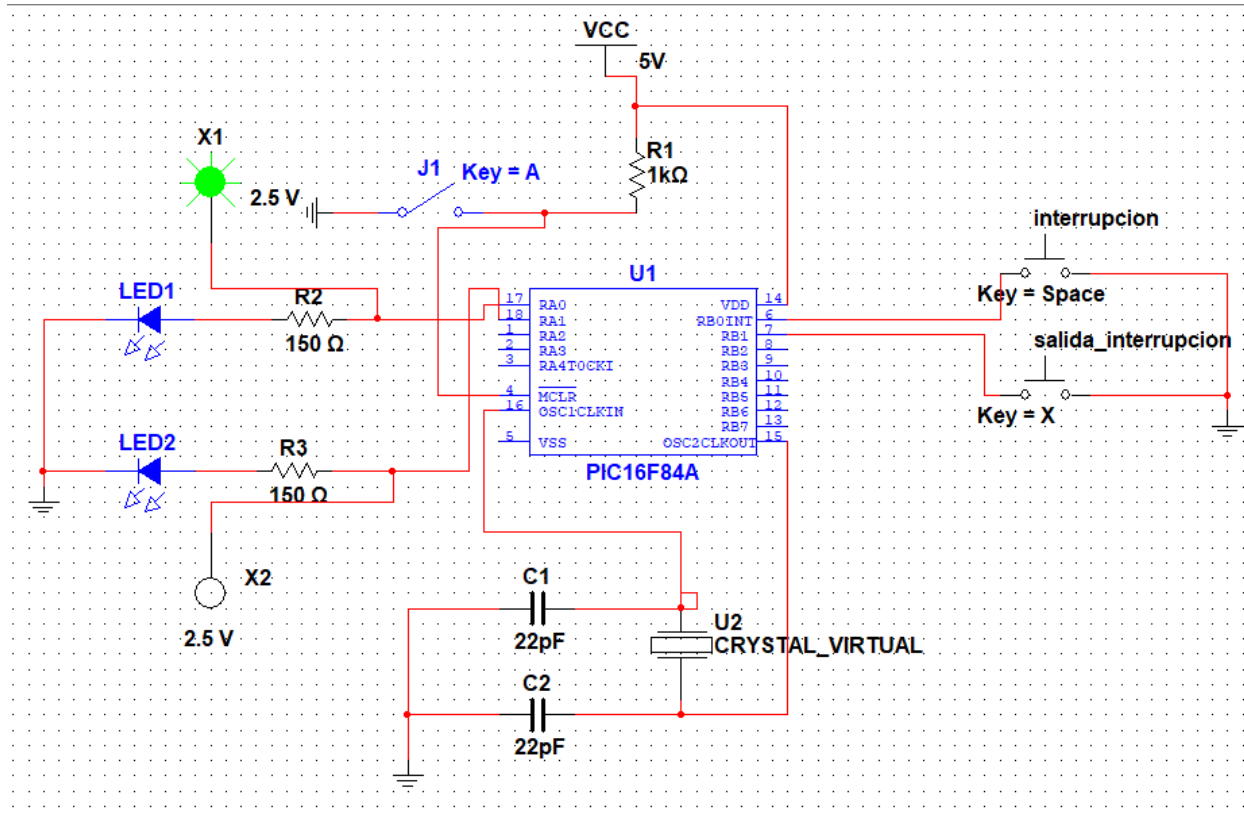 VCC
5V
X1
2.5 V
J1
Key = A
R1
1kΩ
interrupcion
Key = Space
salida_interrupcion
Key = X
LED1
R2
150 Ω
U1
17
18
1
2
3
4
16
5
RA0
RA1
RA2
RA3
RA4T0CKI
MCLR
OSC1CLKIN
VSS
VDD
RB0INT
RB1
RB2
RB3
RB4
RB5
RB6
RB7
OSC2CLKOUT
14
6
7
8
9
10
11
12
13
15
PIC16F84A
LED2
R3
150 Ω
X2
2.5 V
C1
22pF
U2
CRYSTAL_VIRTUAL
C2
22pF